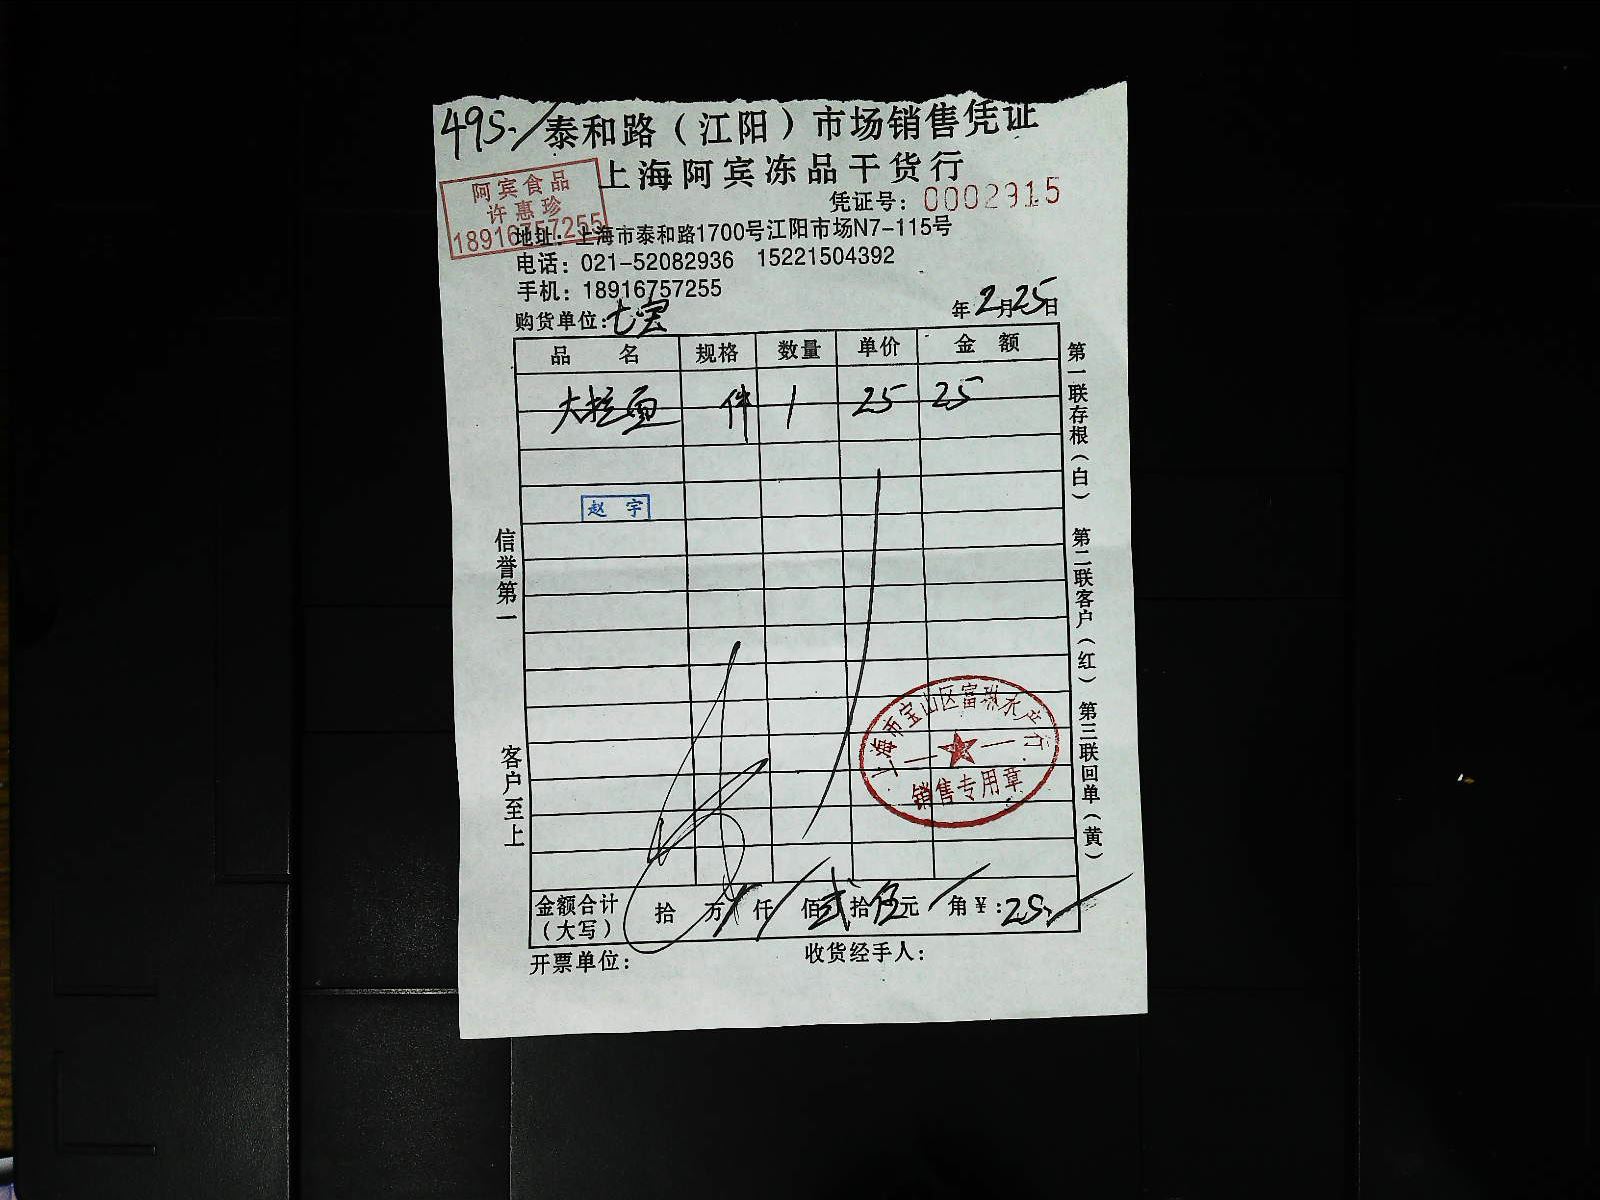 495-/
泰和路（江阳）市场销售凭证
上海阿宾冻品干货行
阿宾食品
许惠珍
18916757255
凭证号：0002915
地址：上海市泰和路1700号江阳市场N7-115号
电话：021-52082936 15221504392
手机：18916757255
购货单位：七宝 年2月25日
品 名 规格 数量 单价 金 额
大拉面 件 1 25 25
赵 宇
信誉第一
客户至上
第一联存根（白） 第二联客户（红） 第三联回单（黄）
上海市宝山区富琳水产行
销售专用章
金额合计（大写） 拾 万 仟 佰 贰 拾 伍 元 角 ¥：25-/
开票单位： 收货经手人：